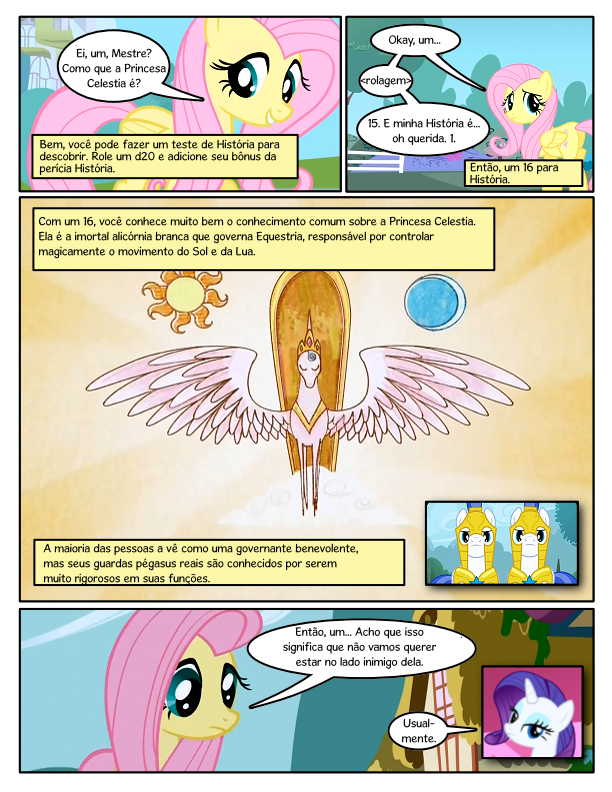 Ei, um, Mestre?
Como que a Princesa
Celestia é?
Bem, você pode fazer um teste de História para
descobrir. Role um d20 e adicione seu bônus da
perícia História.
Okay, um...
<rolagem>
15. E minha História é...
oh querida. 1.
Então, um 16 para
História.
Com um 16, você conhece muito bem o conhecimento comum sobre a Princesa Celestia.
Ela é a imortal alicórnia branca que governa Equestria, responsável por controlar
magicamente o movimento do Sol e da Lua.
A maioria das pessoas a vê como uma governante benevolente,
mas seus guardas pégasus reais são conhecidos por serem
muito rigorosos em suas funções.
Então, um... Acho que isso
significa que não vamos querer
estar no lado inimigo dela.
Usual-
mente.